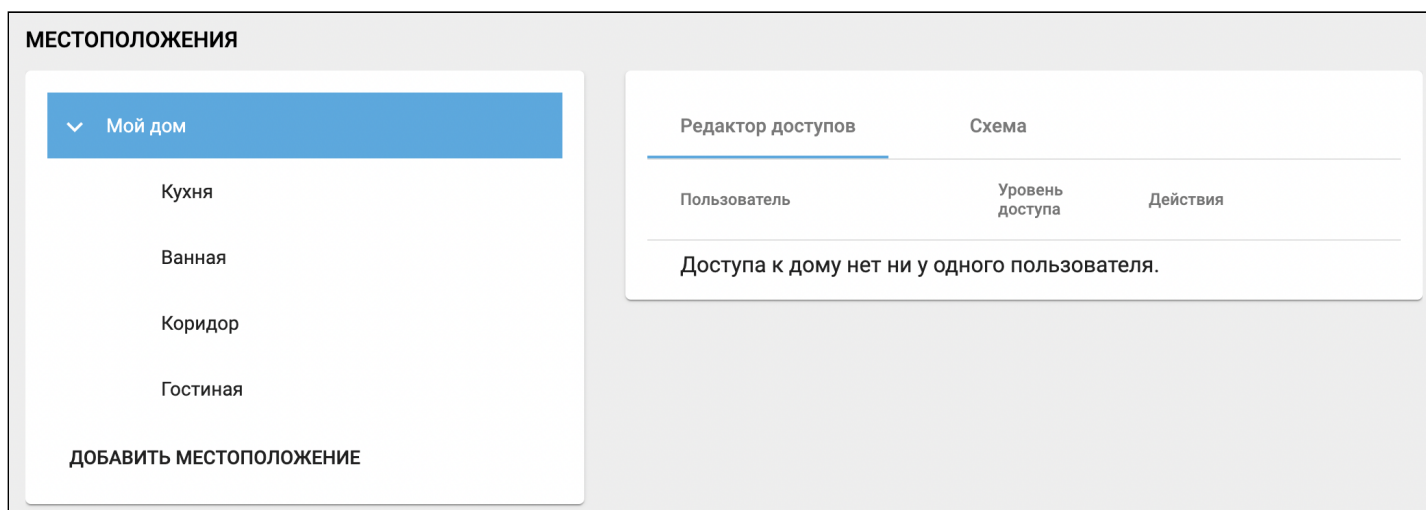 МЕСТОПОЛОЖЕНИЯ
Мой дом
Кухня
Ванная
Коридор
Гостиная
ДОБАВИТЬ МЕСТОПОЛОЖЕНИЕ
Редактор доступов
Схема
Пользователь
Уровень
доступа
Действия
Доступа к дому нет ни у одного пользователя.